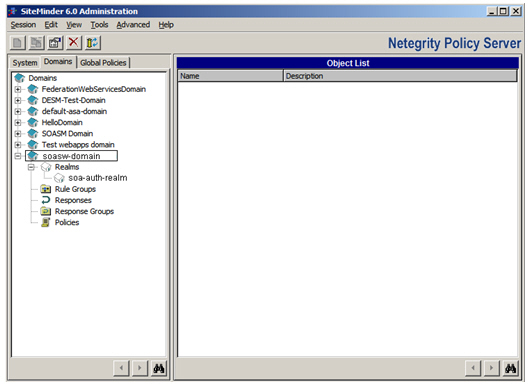 SiteMinder 6.0 Administration
Session Edit View Tools Advanced Help
Netegrity Policy Server
System Domains Global Policies
Object List
Name Description
Domains
FederationWebServicesDomain
DESM-Test-Domain
default-asa-domain
HelloDomain
SOASM Domain
Test webapps domain
soasw-domain
Realms
soa-auth-realm
Rule Groups
Responses
Response Groups
Policies